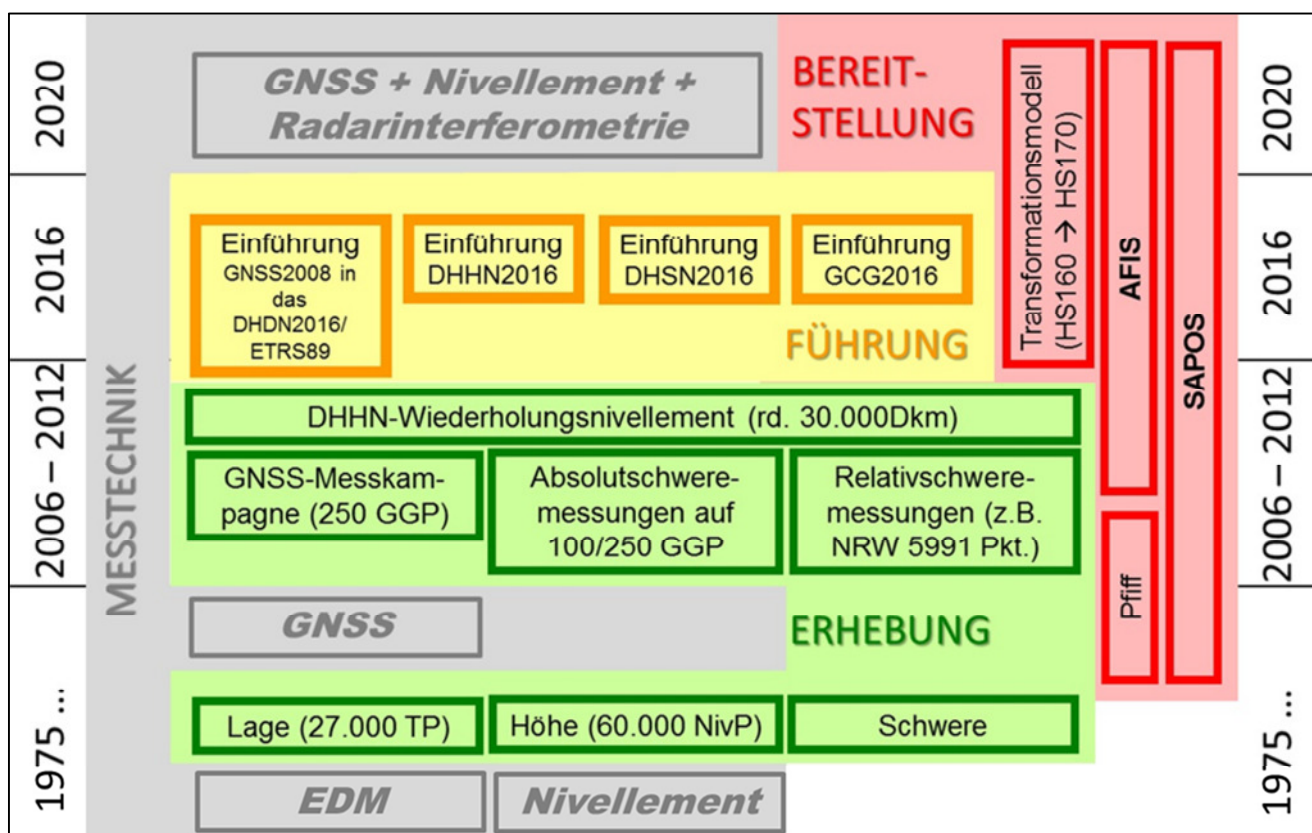 2020
2016
2006 – 2012
1975 ...
MESSTECHNIK
GNSS + Nivellement +
Radarinterferometrie
BEREIT-
STELLUNG
Transformationsmodell
(HS160 → HS170)
AFIS
SAPOS
Pfiff
Einführung
GNSS2008 in
das
DHDN2016/
ETRS89
Einführung
DHHN2016
Einführung
DHSN2016
Einführung
GCG2016
FÜHRUNG
DHHN-Wiederholungsnivellement (rd. 30.000Dkm)
GNSS-Messkam-
pagne (250 GGP)
Absolutschwere-
messungen auf
100/250 GGP
Relativschwere-
messungen (z.B.
NRW 5991 Pkt.)
GNSS
ERHEBUNG
Lage (27.000 TP)
Höhe (60.000 NivP)
Schwere
EDM
Nivellement
2020
2016
2006 – 2012
1975 ...